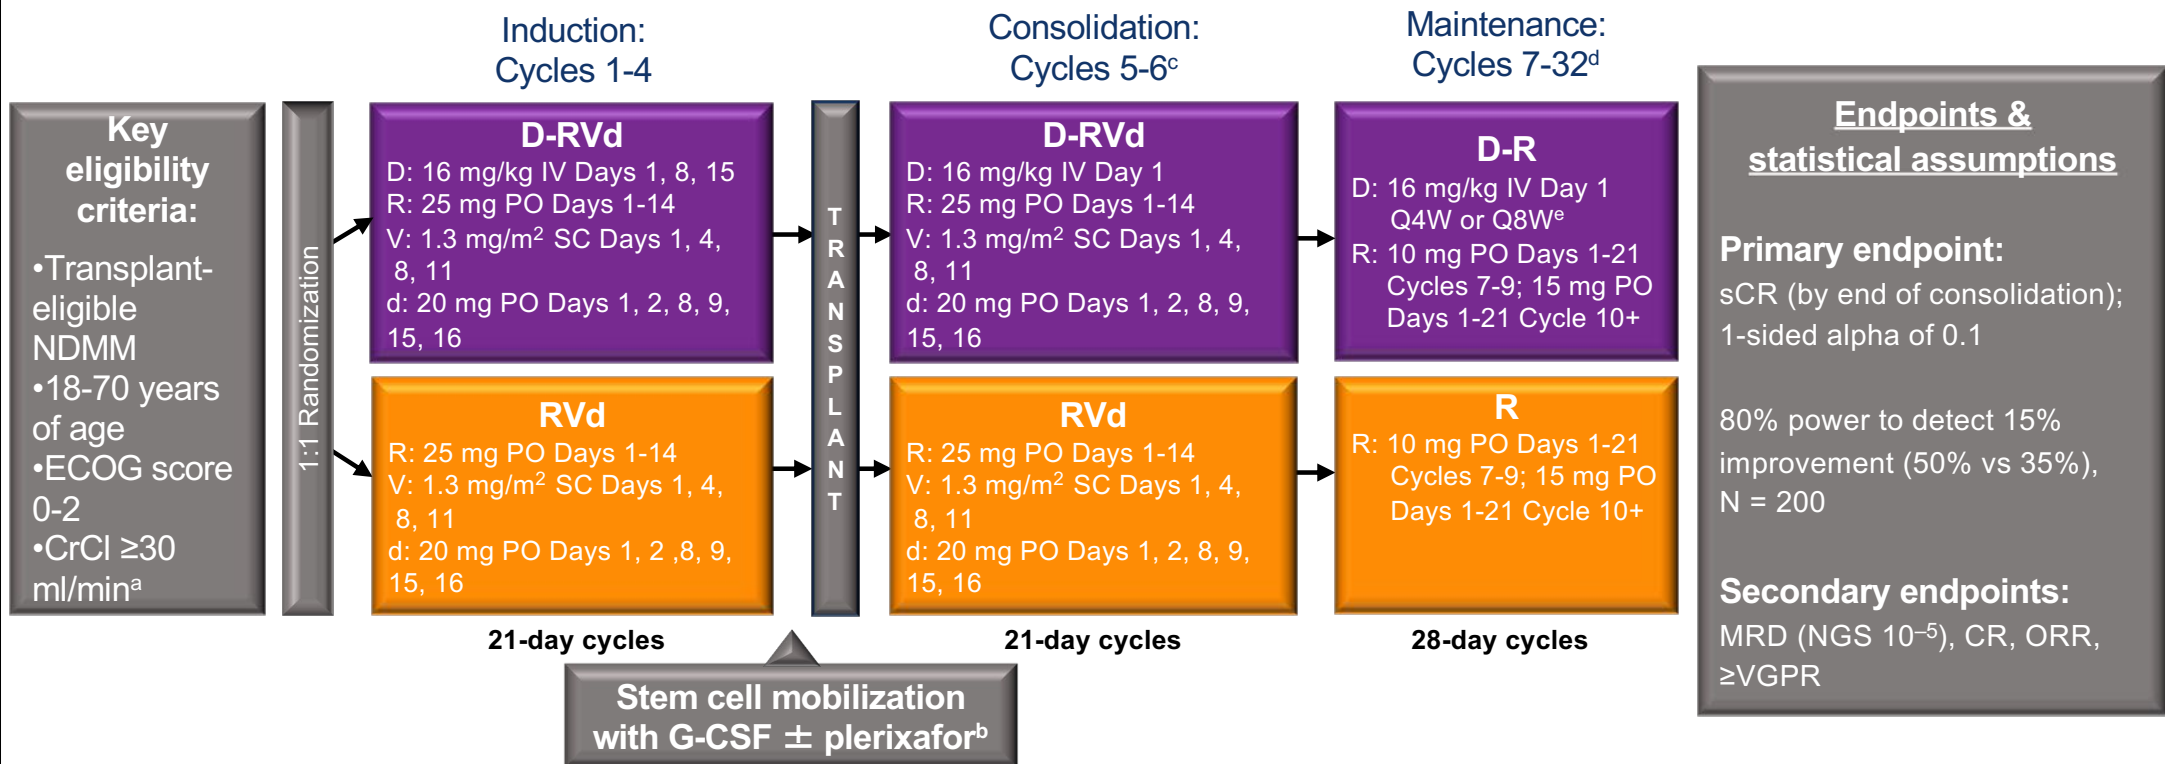 Induction:
Cycles 1-4
Consolidation:
Cycles 5-6ᶜ
Maintenance:
Cycles 7-32ᵈ
Key
eligibility
criteria:
•Transplant-
eligible
NDMM
•18-70 years
of age
•ECOG score
0-2
•CrCl ≥30
ml/minᵃ
1:1 Randomization
D-RVd
D: 16 mg/kg IV Days 1, 8, 15
R: 25 mg PO Days 1-14
V: 1.3 mg/m² SC Days 1, 4,
8, 11
d: 20 mg PO Days 1, 2, 8, 9,
15, 16
RVd
R: 25 mg PO Days 1-14
V: 1.3 mg/m² SC Days 1, 4,
8, 11
d: 20 mg PO Days 1, 2 ,8, 9,
15, 16
21-day cycles
Stem cell mobilization
with G-CSF ± plerixaforᵇ
TRANSPLANT
D-RVd
D: 16 mg/kg IV Day 1
R: 25 mg PO Days 1-14
V: 1.3 mg/m² SC Days 1, 4,
8, 11
d: 20 mg PO Days 1, 2, 8, 9,
15, 16
RVd
R: 25 mg PO Days 1-14
V: 1.3 mg/m² SC Days 1, 4,
8, 11
d: 20 mg PO Days 1, 2, 8, 9,
15, 16
21-day cycles
D-R
D: 16 mg/kg IV Day 1
Q4W or Q8Wᵉ
R: 10 mg PO Days 1-21
Cycles 7-9; 15 mg PO
Days 1-21 Cycle 10+
R
R: 10 mg PO Days 1-21
Cycles 7-9; 15 mg PO
Days 1-21 Cycle 10+
28-day cycles
Endpoints &
statistical assumptions
Primary endpoint:
sCR (by end of consolidation);
1-sided alpha of 0.1
80% power to detect 15%
improvement (50% vs 35%),
N = 200
Secondary endpoints:
MRD (NGS 10⁻⁵), CR, ORR,
≥VGPR